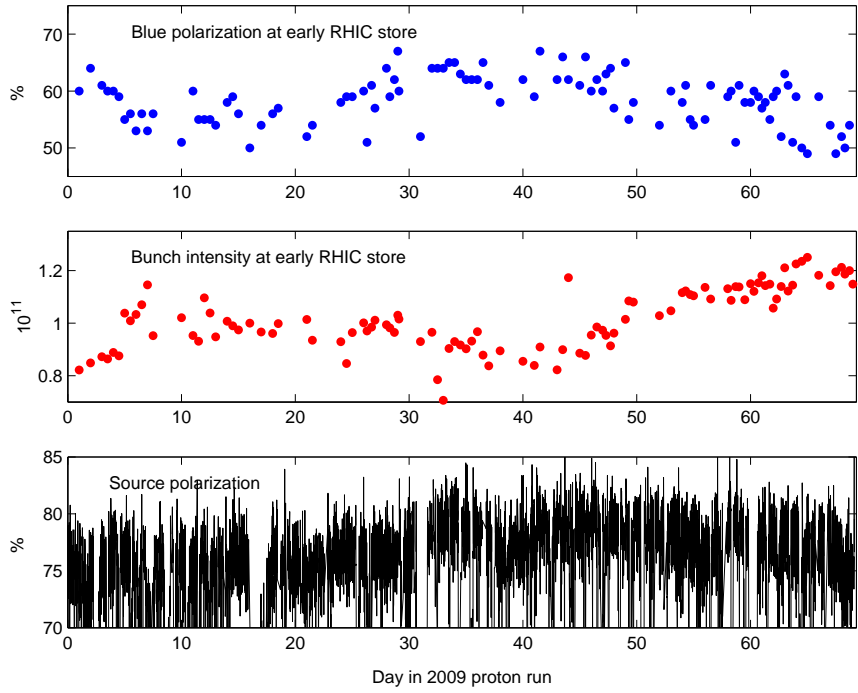 Blue polarization at early RHIC store
70
60
50
%
0 10 20 30 40 50 60
Bunch intensity at early RHIC store
1.2
1
0.8
10^11
0 10 20 30 40 50 60
Source polarization
85
80
75
70
%
0 10 20 30 40 50 60
Day in 2009 proton run